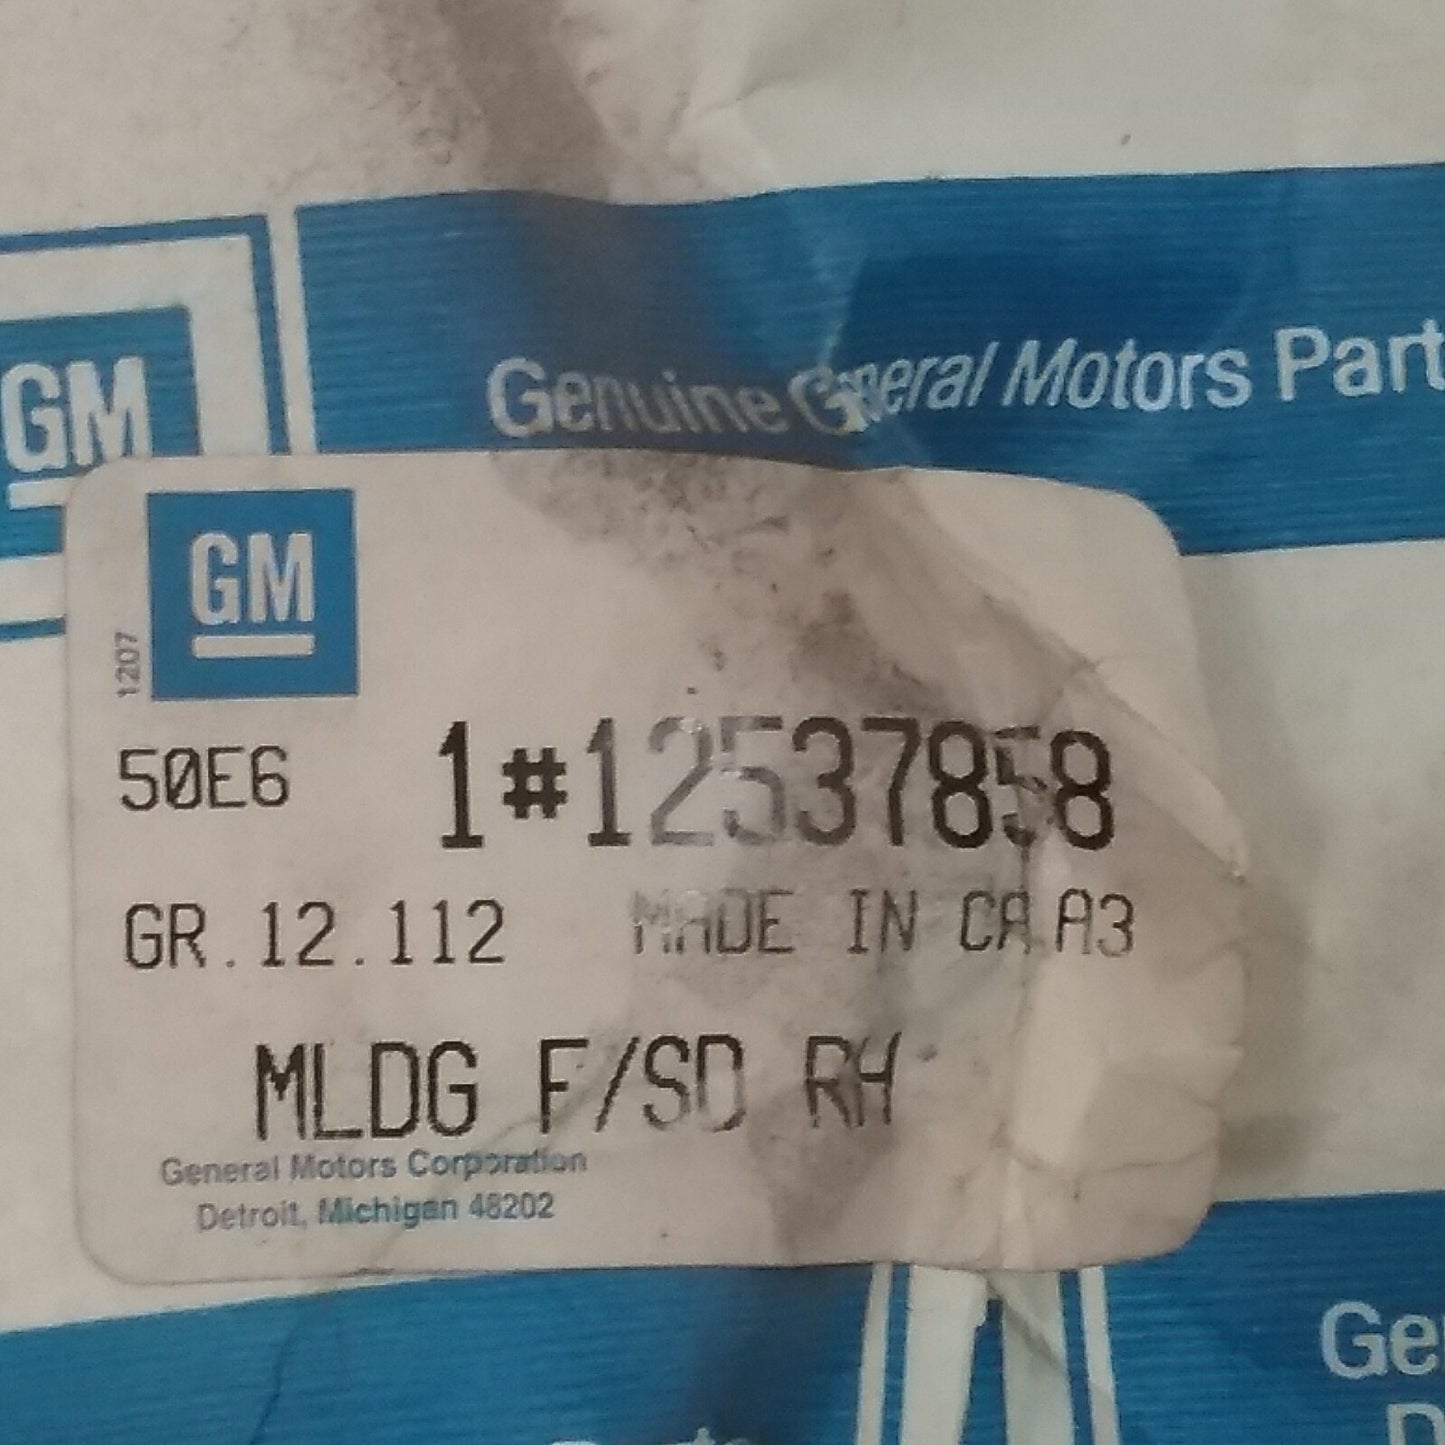 GM
Genuine General Motors Part
GM
1207
50E6
1#12537858
GR.12.112 MADE IN CA A3
MLDG F/SD RH
General Motors Corporation
Detroit, Michigan 48202